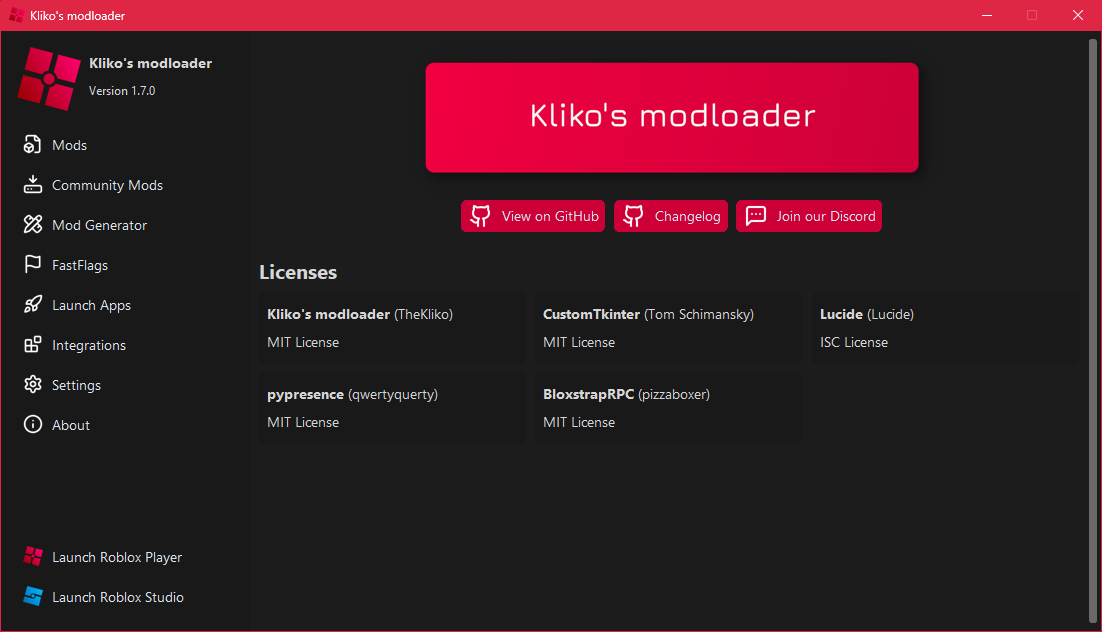 Kliko's modloader
Kliko's modloader
Version 1.7.0
Mods
Community Mods
Mod Generator
FastFlags
Launch Apps
Integrations
Settings
About
Launch Roblox Player
Launch Roblox Studio
Kliko's modloader
View on GitHub
Changelog
Join our Discord
Licenses
Kliko's modloader (TheKliko)
MIT License
CustomTkinter (Tom Schimansky)
MIT License
Lucide (Lucide)
ISC License
pypresence (qwertyquerty)
MIT License
BloxstrapRPC (pizzaboxer)
MIT License